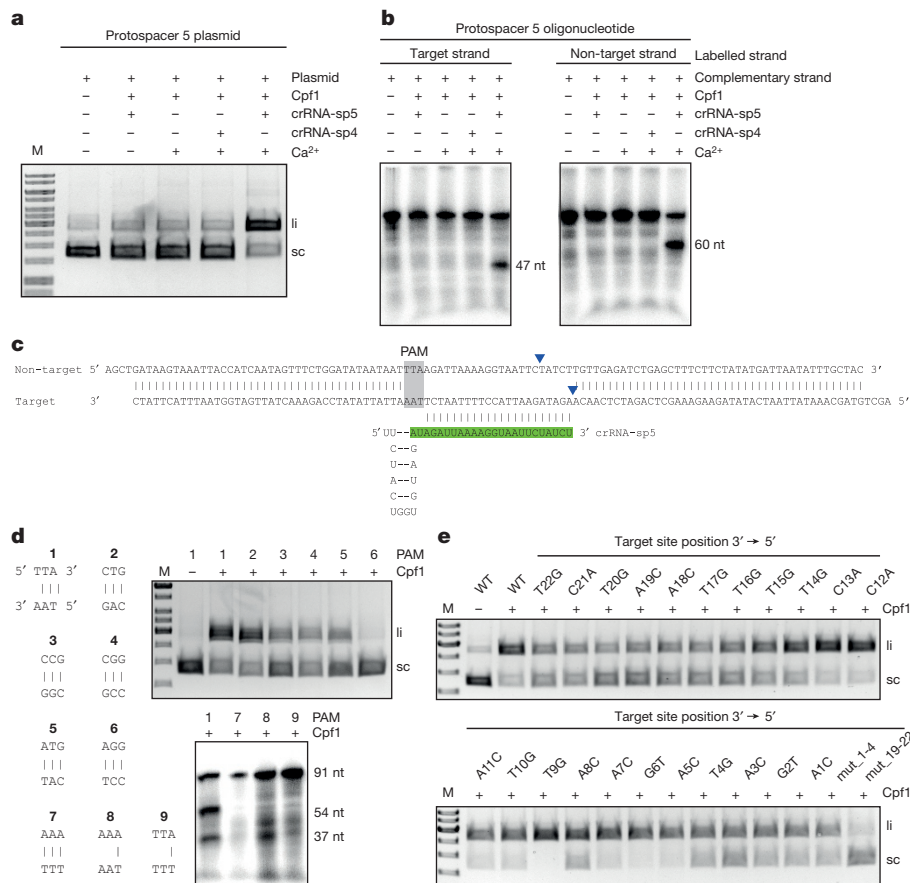 a
Protospacer 5 plasmid
+ + + + + Plasmid
– + + + + Cpf1
– + – – + crRNA-sp5
– – – + – crRNA-sp4
M – – + + + Ca2+
li
sc
b
Protospacer 5 oligonucleotide
Target strand Non-target strand Labelled strand
+ + + + + + + + + + Complementary strand
– + + + + – + + + + Cpf1
– + – – + – + – – + crRNA-sp5
– – – + – – – – + – crRNA-sp4
– – + + + – – + + + Ca2+
47 nt
60 nt
c
PAM
Non-target 5′ AGCTGATAAGTAAATTACCATCAATAGTTTCTGGATATAATAATTTAAGATTAAAAGGTAATTCTATCTTGTTGAGATCTGAGCTTTCTTCTATATGATTAATATTTGCTAC 3′
Target 3′ CTATTCATTTAATGGTAGTTATCAAAGACCTATATTATTAAATTCTAATTTTCCATTAAGATAGAACAACTCTAGACTCGAAAGAAGATATACTAATTATAAACGATGTCGA 5′
5′UU--AUAGAUUAAAAGGUAAUUCUAUCU 3′ crRNA-sp5
C--G
U--A
A--U
C--G
UGGU
d
1 2
5′ TTA 3′ CTG
3′ AAT 5′ GAC
3 4
CCG CGG
GGC GCC
5 6
ATG AGG
TAC TCC
7 8 9
AAA AAA TTA
TTT AAT TTT
1 1 2 3 4 5 6 PAM
M – + + + + + + Cpf1
li
sc
1 7 8 9 PAM
+ + + + Cpf1
91 nt
54 nt
37 nt
e
Target site position 3′ → 5′
WT WT T22G C21A T20G A19C A18C T17G T16G T15G T14G C13A C12A
M – + + + + + + + + + + + + Cpf1
li
sc
Target site position 3′ → 5′
A11C T10G T9G A8C A7C G6T A5C T4G A3C G2T A1C mut_1-4 mut_19-22
M + + + + + + + + + + + + + Cpf1
li
sc